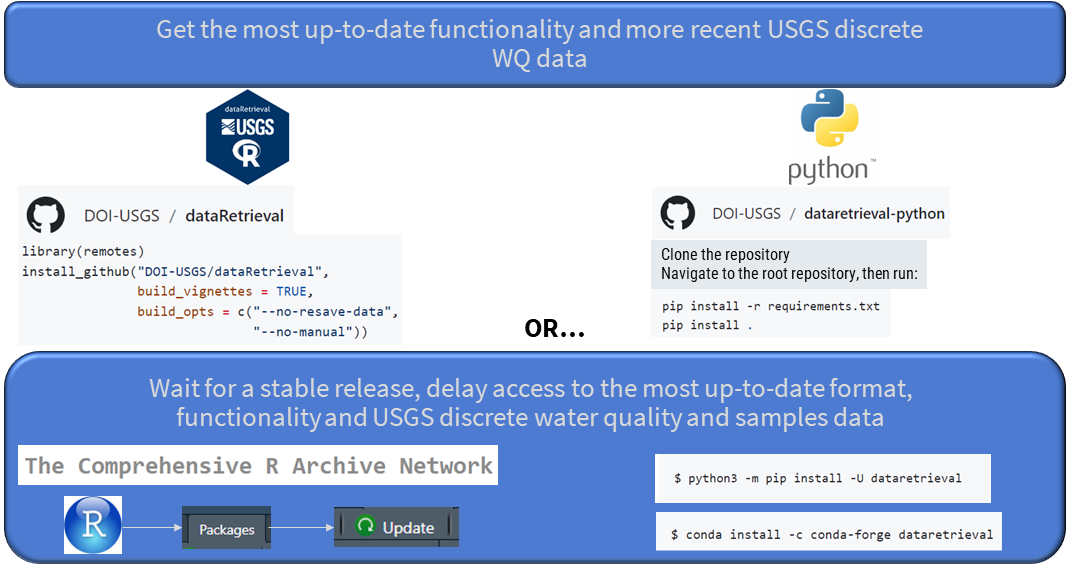 Get the most up-to-date functionality and more recent USGS discrete
WQ data
dataRetrieval
USGS
R
python™
DOI-USGS / dataRetrieval
library(remotes)
install_github("DOI-USGS/dataRetrieval",
build_vignettes = TRUE,
build_opts = c("--no-resave-data",
"--no-manual"))
DOI-USGS / dataretrieval-python
Clone the repository
Navigate to the root repository, then run:
pip install -r requirements.txt
pip install .
OR...
Wait for a stable release, delay access to the most up-to-date format,
functionality and USGS discrete water quality and samples data
The Comprehensive R Archive Network
R
Packages
Update
$ python3 -m pip install -U dataretrieval
$ conda install -c conda-forge dataretrieval